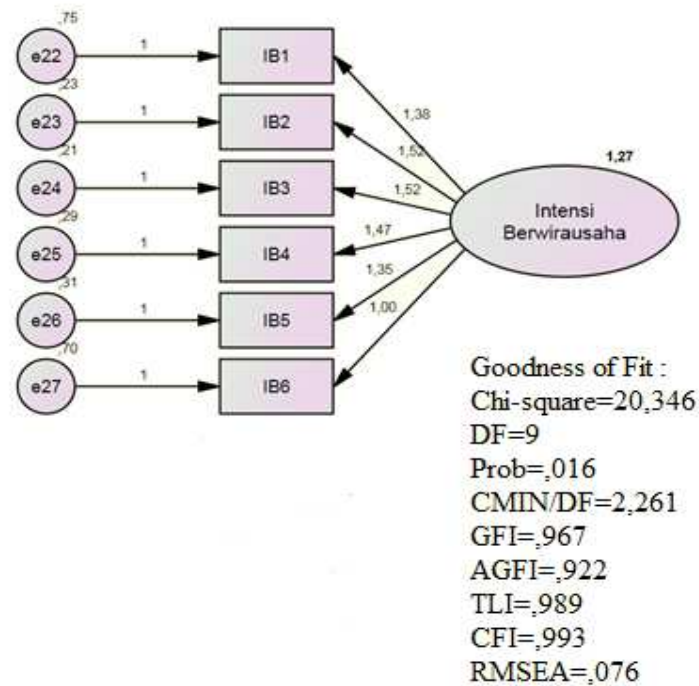 ,75
e22
1
IB1
1,38
,23
e23
1
IB2
1,52
,21
e24
1
IB3
1,52
,29
e25
1
IB4
1,47
,31
e26
1
IB5
1,35
,70
e27
1
IB6
1,00
1,27
Intensi
Berwirausaha
Goodness of Fit :
Chi-square=20,346
DF=9
Prob=,016
CMIN/DF=2,261
GFI=,967
AGFI=,922
TLI=,989
CFI=,993
RMSEA=,076